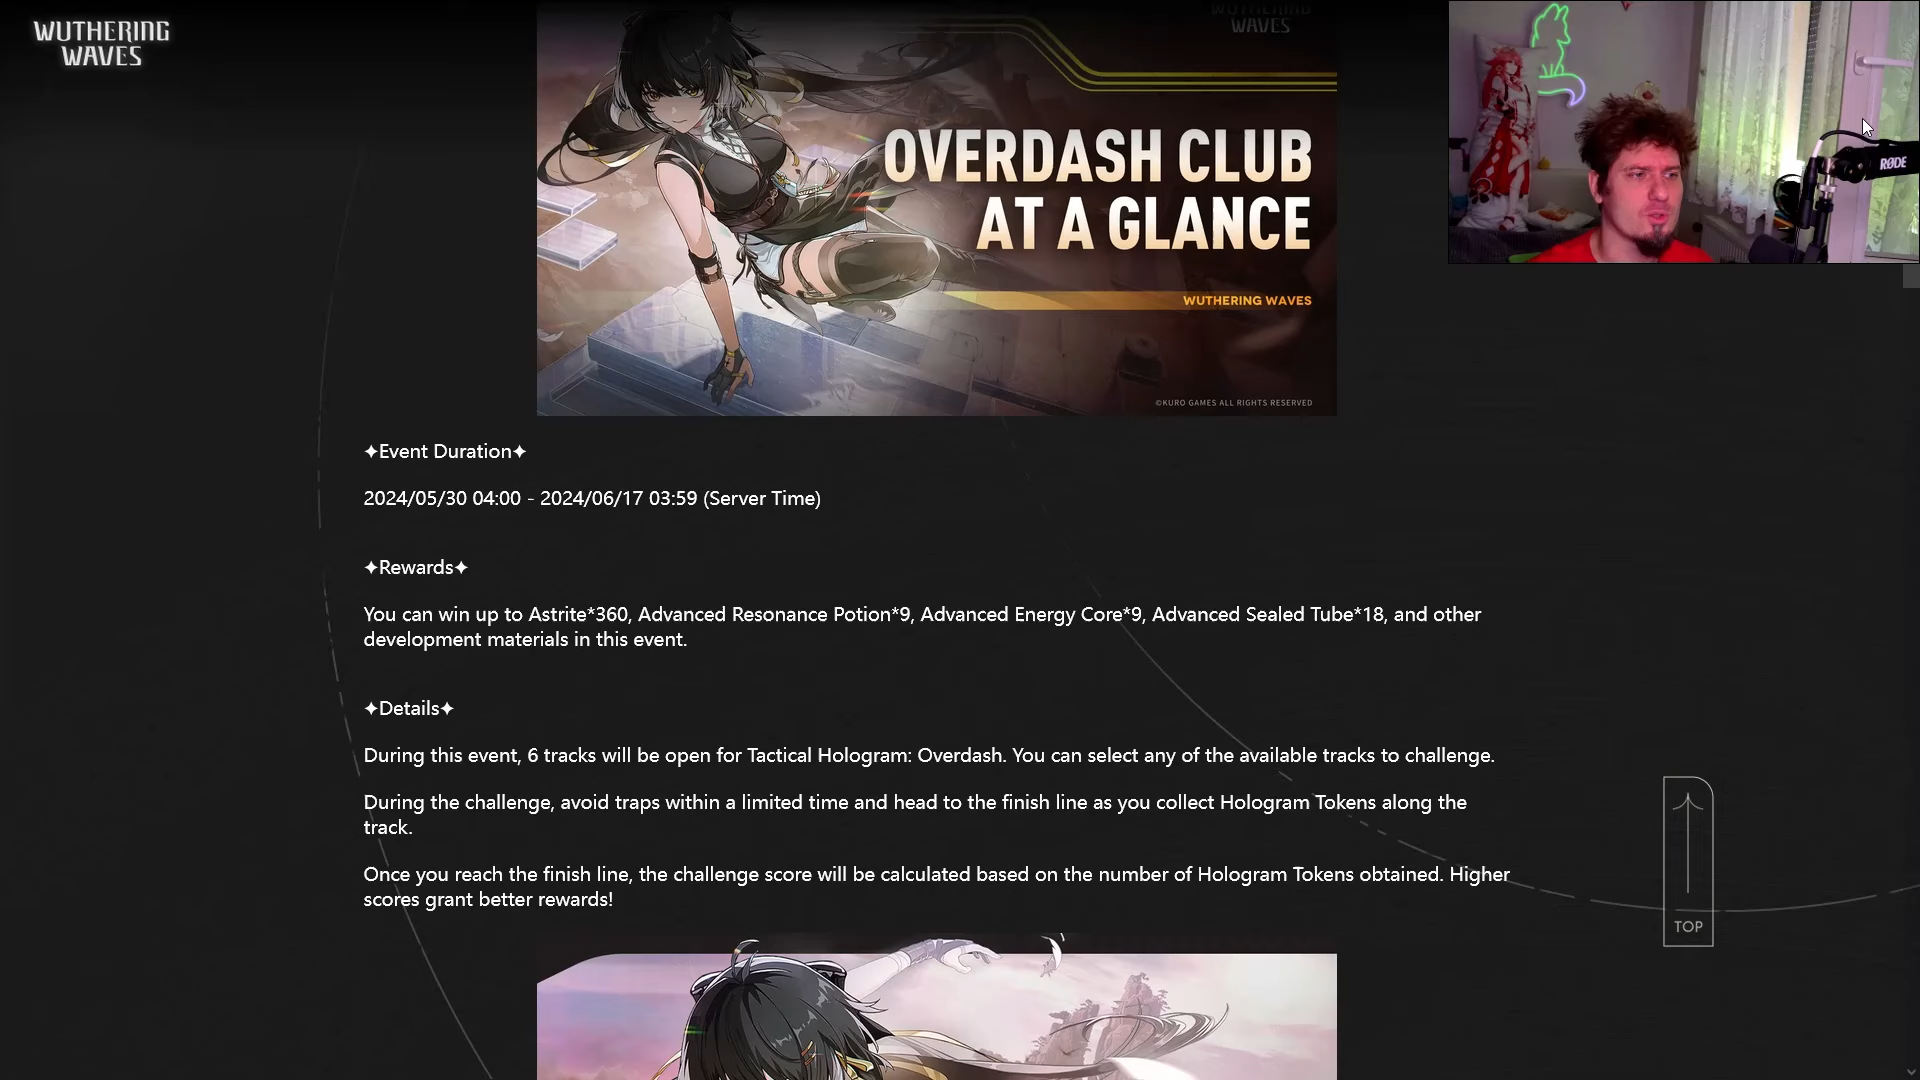 WUTHERING
WAVES
WUTHERING
WAVES
OVERDASH CLUB
AT A GLANCE
WUTHERING WAVES
©KURO GAMES ALL RIGHTS RESERVED
RØDE
✦Event Duration✦
2024/05/30 04:00 - 2024/06/17 03:59 (Server Time)
✦Rewards✦
You can win up to Astrite*360, Advanced Resonance Potion*9, Advanced Energy Core*9, Advanced Sealed Tube*18, and other
development materials in this event.
✦Details✦
During this event, 6 tracks will be open for Tactical Hologram: Overdash. You can select any of the available tracks to challenge.
During the challenge, avoid traps within a limited time and head to the finish line as you collect Hologram Tokens along the
track.
Once you reach the finish line, the challenge score will be calculated based on the number of Hologram Tokens obtained. Higher
scores grant better rewards!
TOP